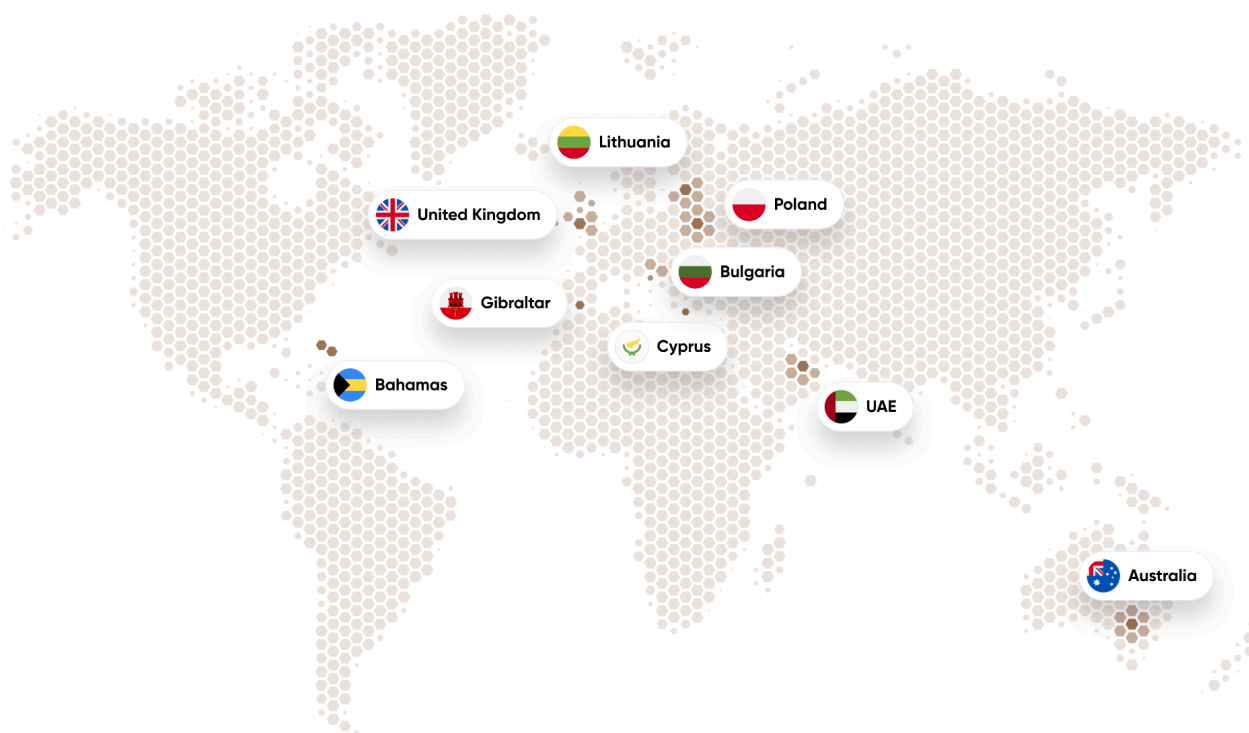 Lithuania
Poland
United Kingdom
Bulgaria
Gibraltar
Cyprus
Bahamas
UAE
Australia